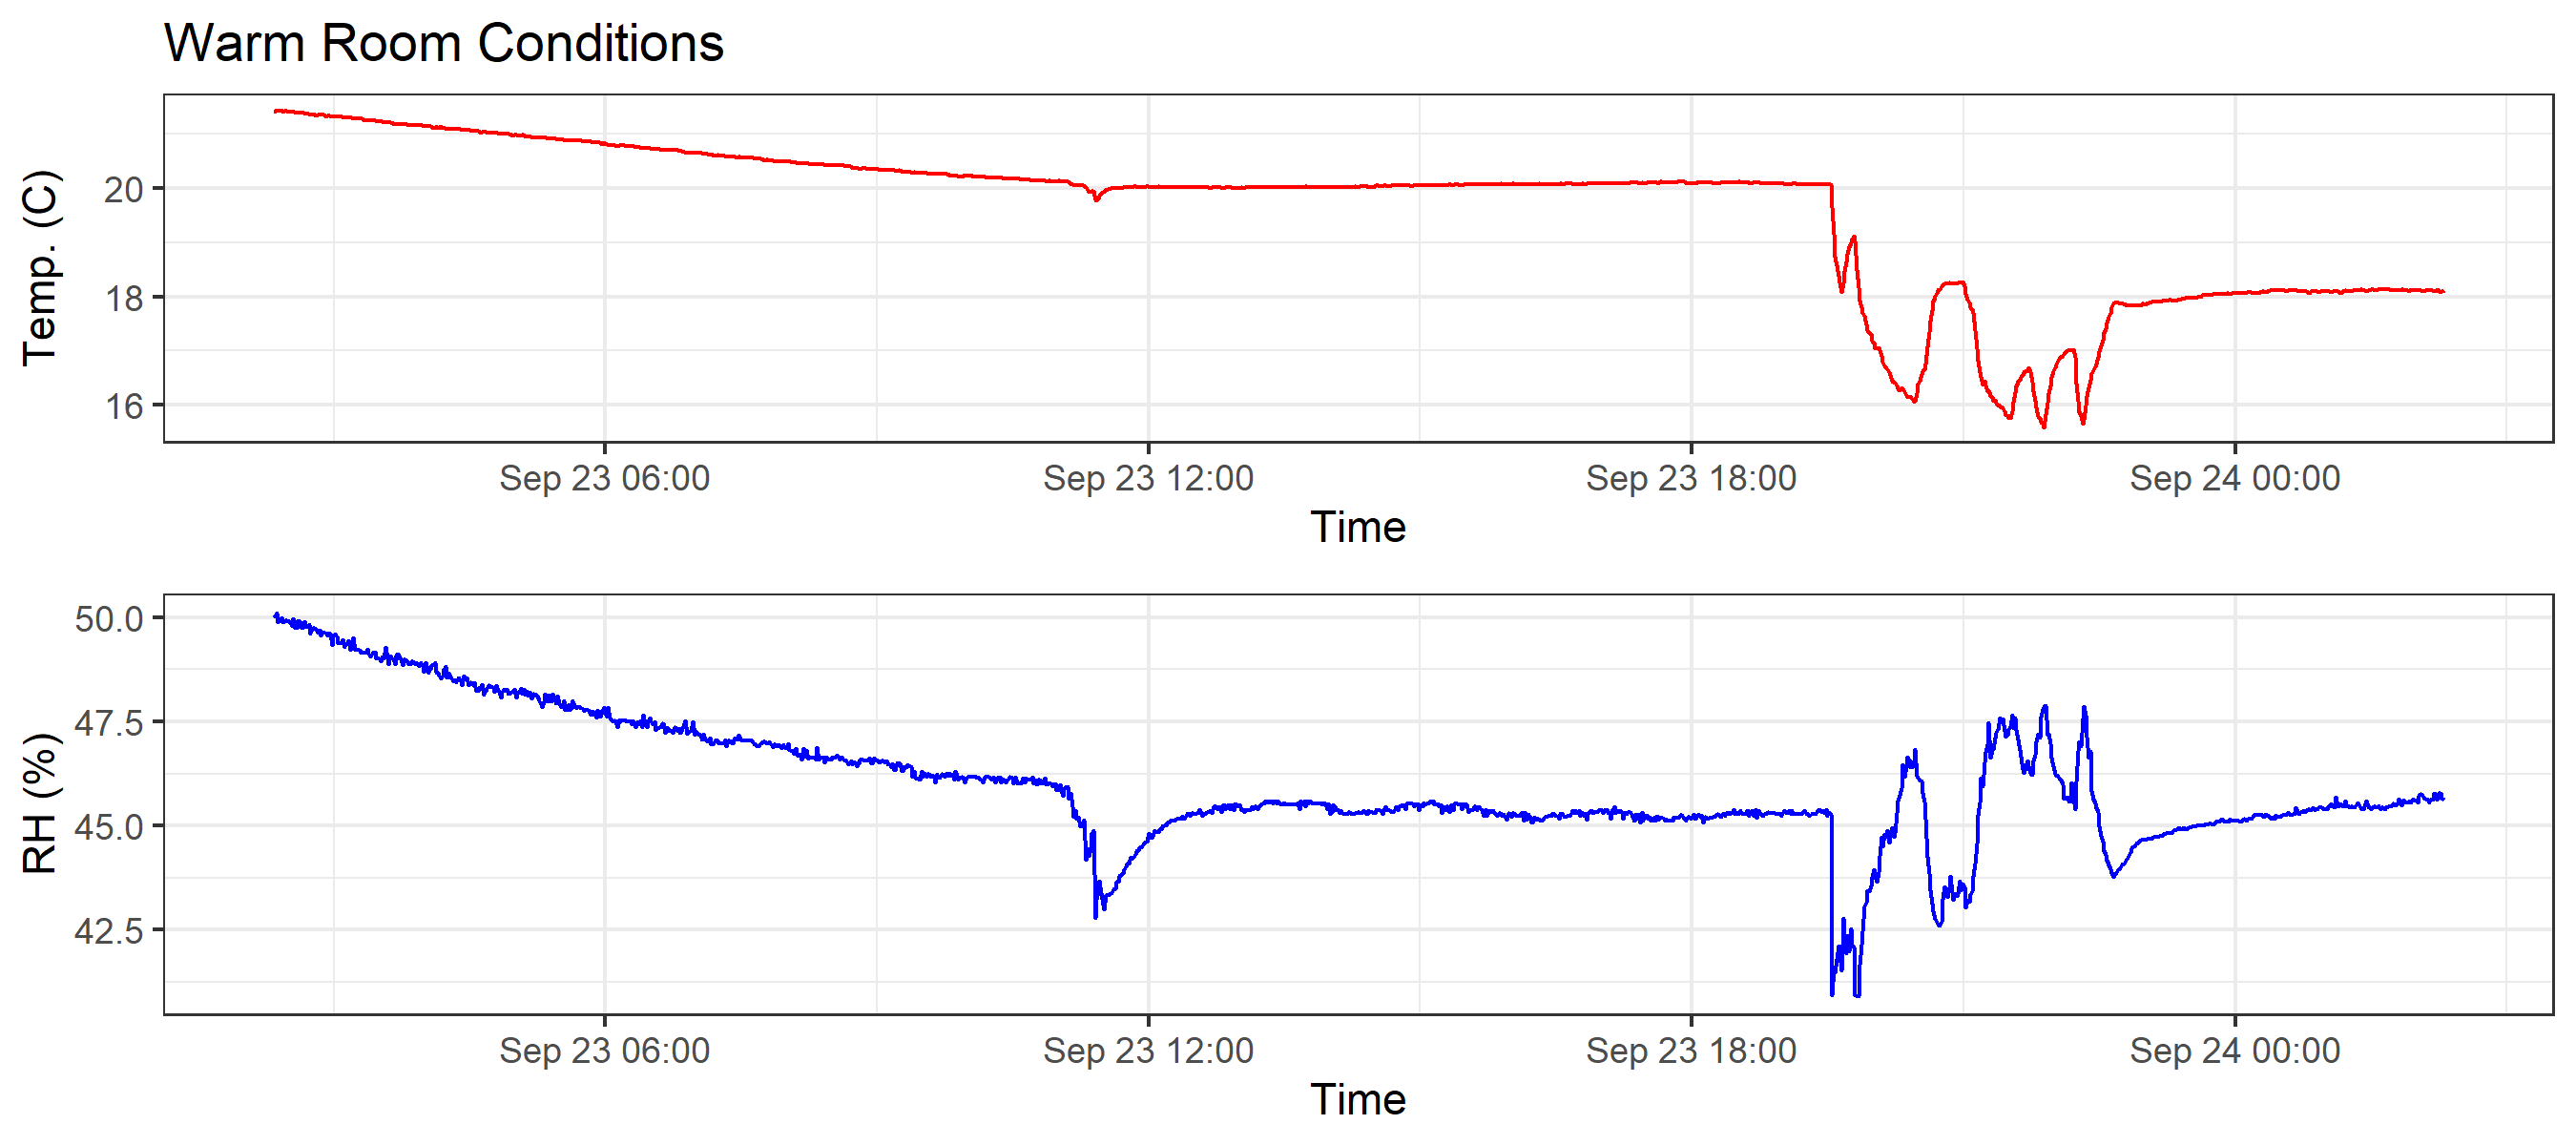 Warm Room Conditions
Temp. (C)
20
18
16
Sep 23 06:00 Sep 23 12:00 Sep 23 18:00 Sep 24 00:00
Time
RH (%)
50.0
47.5
45.0
42.5
Sep 23 06:00 Sep 23 12:00 Sep 23 18:00 Sep 24 00:00
Time